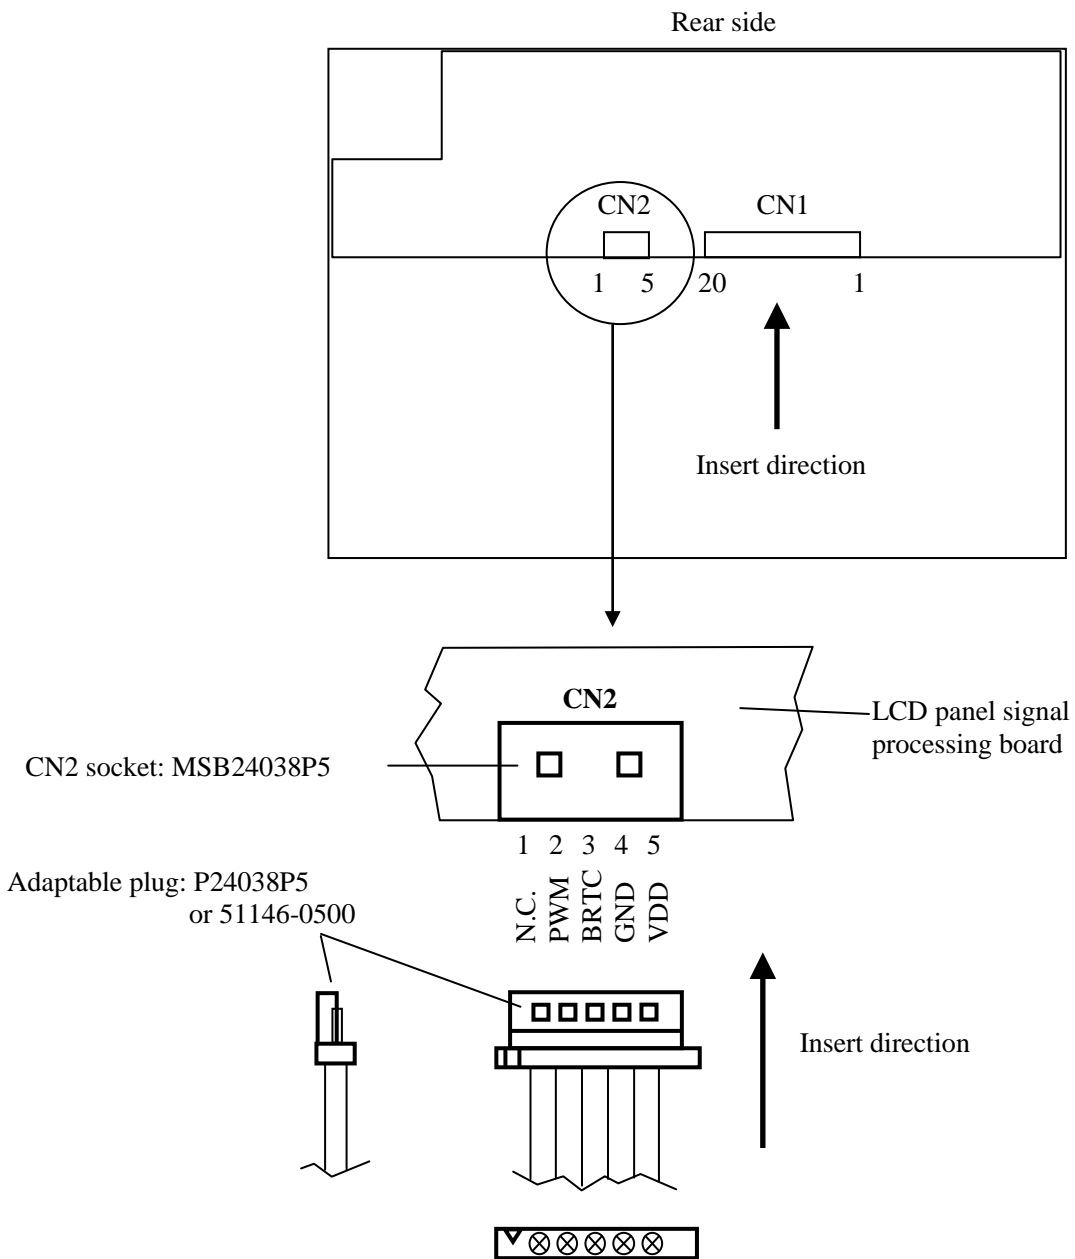 Rear side
CN2
CN1
1
5
20
1
Insert direction
CN2
LCD panel signal
processing board
CN2 socket: MSB24038P5
1 2 3 4 5
Adaptable plug: P24038P5
or 51146-0500
N.C.
PWM
BRTC
GND
VDD
Insert direction